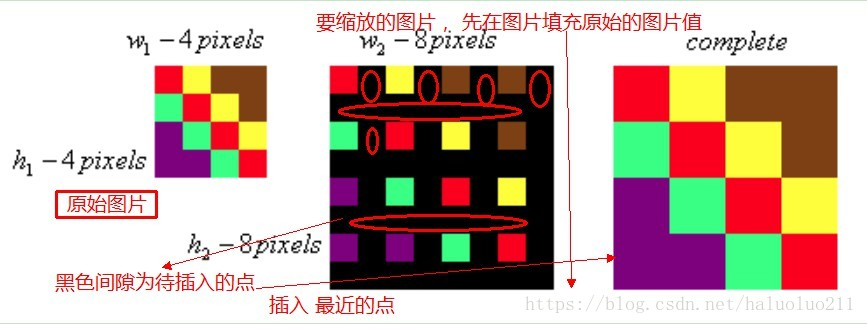 要缩放的图片，先在图片填充原始的图片值
w₁ – 4 pixels
w₂ – 8 pixels
complete
h₁ – 4 pixels
原始图片
h₂ – 8 pixels
黑色间隙为待插入的点
插入 最近的点
https://blog.csdn.net/haluoluo211